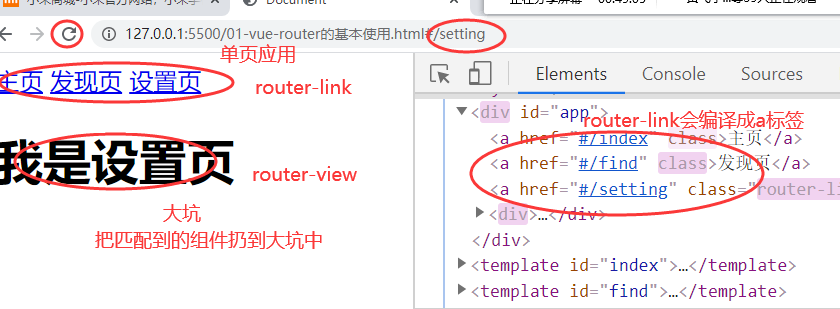 Document
127.0.0.1:5500/01-vue-router的基本使用.html#/setting
单页应用
主页 发现页 设置页
router-link
我是设置页
router-view
大坑
把匹配到的组件扔到大坑中
Elements Console Sources
<div id="app">
router-link会编译成a标签
<a href="#/index" class>主页</a>
<a href="#/find" class>发现页</a>
<a href="#/setting" class="router-li
<div>…</div>
</div>
<template id="index">…</template>
<template id="find">…</template>